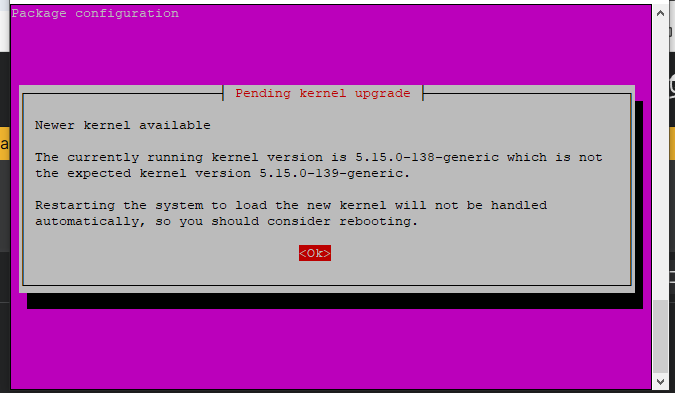 Package configuration
Pending kernel upgrade
Newer kernel available
The currently running kernel version is 5.15.0-138-generic which is not
the expected kernel version 5.15.0-139-generic.
Restarting the system to load the new kernel will not be handled
automatically, so you should consider rebooting.
<Ok>